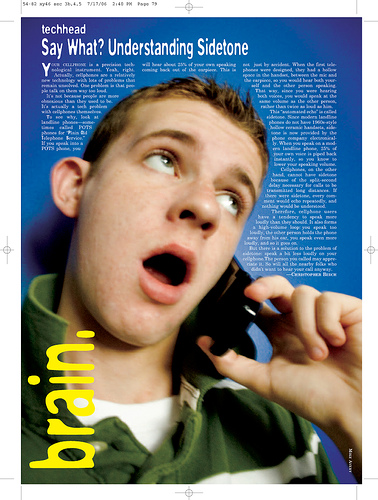 54-82 my48 sec 3b,4,5 7/17/06 3:40 PM Page 79
techhead
Say What? Understanding Sidetone
YOUR CELLPHONE is a precision tech-
nological instrument. Yeah, right.
Actually, cellphones are a relatively
new technology with lots of problems that
remain unsolved. One problem is that peo-
ple talk on them way too loud.
It's not because people are more
obnoxious than they used to be.
It's actually a tech problem
with cellphones themselves.
To see why, look at
landline phones—some-
times called POTS
phones for "Plain Old
Telephone Service."
If you speak into a
POTS phone, you
will hear about 25% of your own speaking
coming back out of the earpiece. This is
not just by accident. When the first tele-
phones were designed, they had a hollow
space in the handset, between the mic and
the earpiece, so you would hear both your-
self and the other person speaking.
That way, since you were hearing
both voices, you would speak at the
same volume as the other person,
rather than twice as loud as him.
This "automated echo" is called
sidetone. Since modern landline
phones do not have 1900s-style
hollow ceramic handsets, side-
tone is now provided by the
phone company electronical-
ly. When you speak on a mod-
ern landline phone, 25% of
your own voice is piped back
instantly, so you know to
lower your speaking volume.
Cellphones, on the other
hand, cannot have sidetone
because of the split-second
delay necessary for calls to be
transmitted long distances. If
there were sidetone, every com-
ment would echo repeatedly, and
nothing would be understood.
Therefore, cellphone users
have a tendency to speak more
loudly than they should. It also forms
a high-volume loop: you speak too
loudly, the other person holds the phone
away from his ear, you speak even more
loudly, and so it goes on.
But there is a solution to the problem of
sidetone: speak a bit less loudly on your
cellphone. The person you called may appre-
ciate it. So will all the nearby folks who
didn't want to hear your call anyway.
brain.